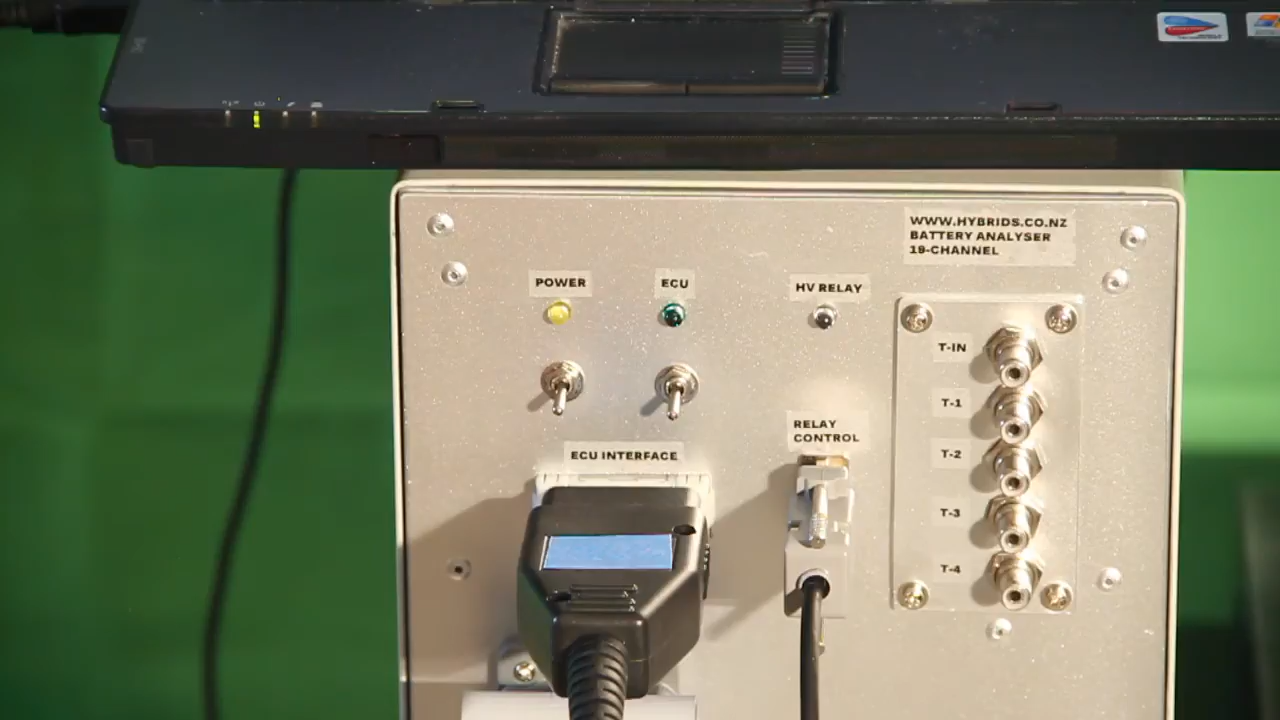 WWW.HYBRIDS.CO.NZ
BATTERY ANALYSER
19-CHANNEL
POWER
ECU
HV RELAY
T-IN
T-1
RELAY
CONTROL
ECU INTERFACE
T-2
T-3
T-4